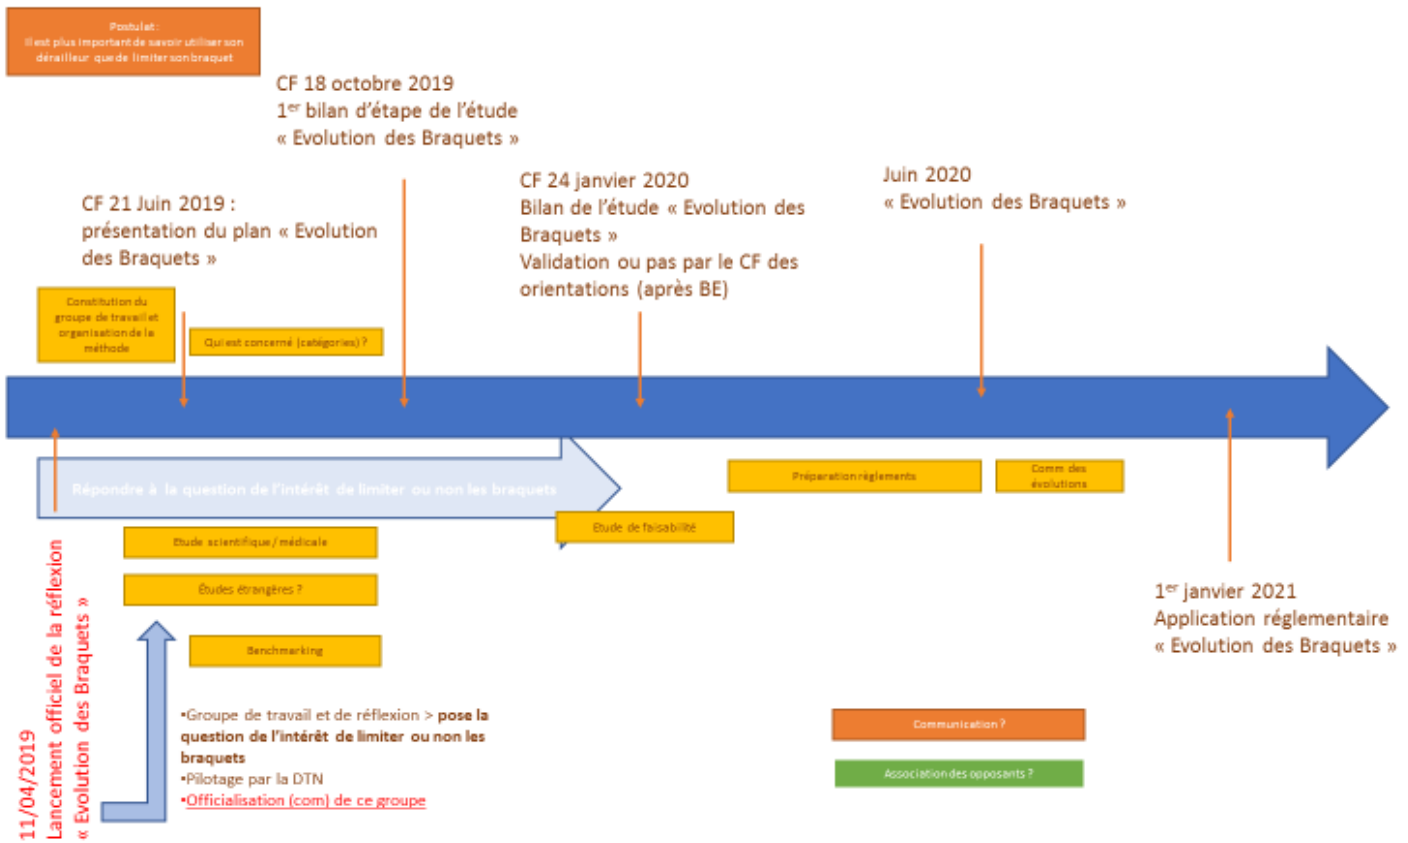 Postulat :
Il est plus important de savoir utiliser son
dérailleur que de limiter son braquet
CF 18 octobre 2019
1er bilan d'étape de l'étude
« Evolution des Braquets »
CF 21 Juin 2019 :
présentation du plan « Evolution
des Braquets »
CF 24 janvier 2020
Bilan de l'étude « Evolution des
Braquets »
Validation ou pas par le CF des
orientations (après BE)
Juin 2020
« Evolution des Braquets »
Constitution du
groupe de travail et
organisation de la
méthode
Qui est concerné (catégories) ?
Répondre à la question de l'intérêt de limiter ou non les braquets
Préparation règlements
Comm des
évolutions
Etude de faisabilité
Etude scientifique / médicale
Études étrangères ?
Benchmarking
11/04/2019
Lancement officiel de la réflexion
« Evolution des Braquets »
1er janvier 2021
Application réglementaire
« Evolution des Braquets »
•Groupe de travail et de réflexion > pose la
question de l'intérêt de limiter ou non les
braquets
•Pilotage par la DTN
•Officialisation (com) de ce groupe
Communication ?
Association des opposants ?